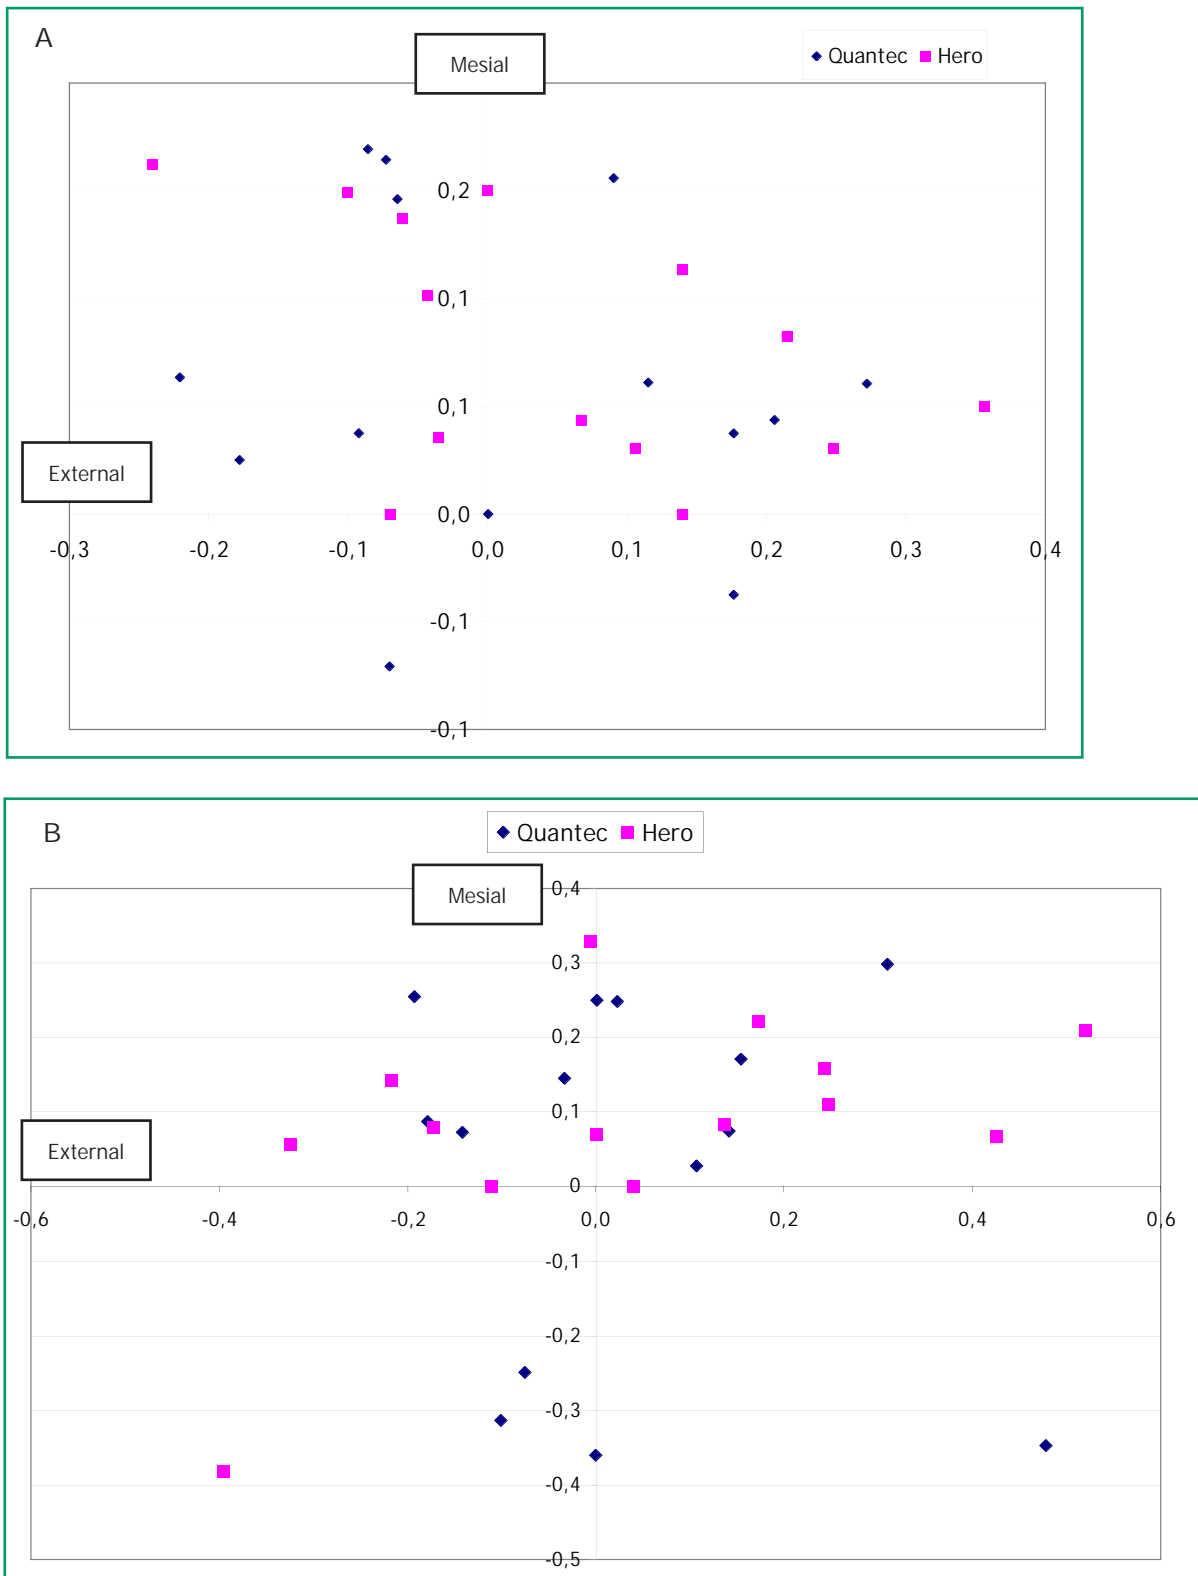 A
Mesial
Quantec Hero
0,2
0,1
0,1
External
0,0
-0,3 -0,2 -0,1 0,0 0,1 0,2 0,3 0,4
-0,1
-0,1
B
Quantec Hero
Mesial
0,4
0,3
0,2
0,1
External
0
-0,6 -0,4 -0,2 0,0 0,2 0,4 0,6
-0,1
-0,2
-0,3
-0,4
-0,5